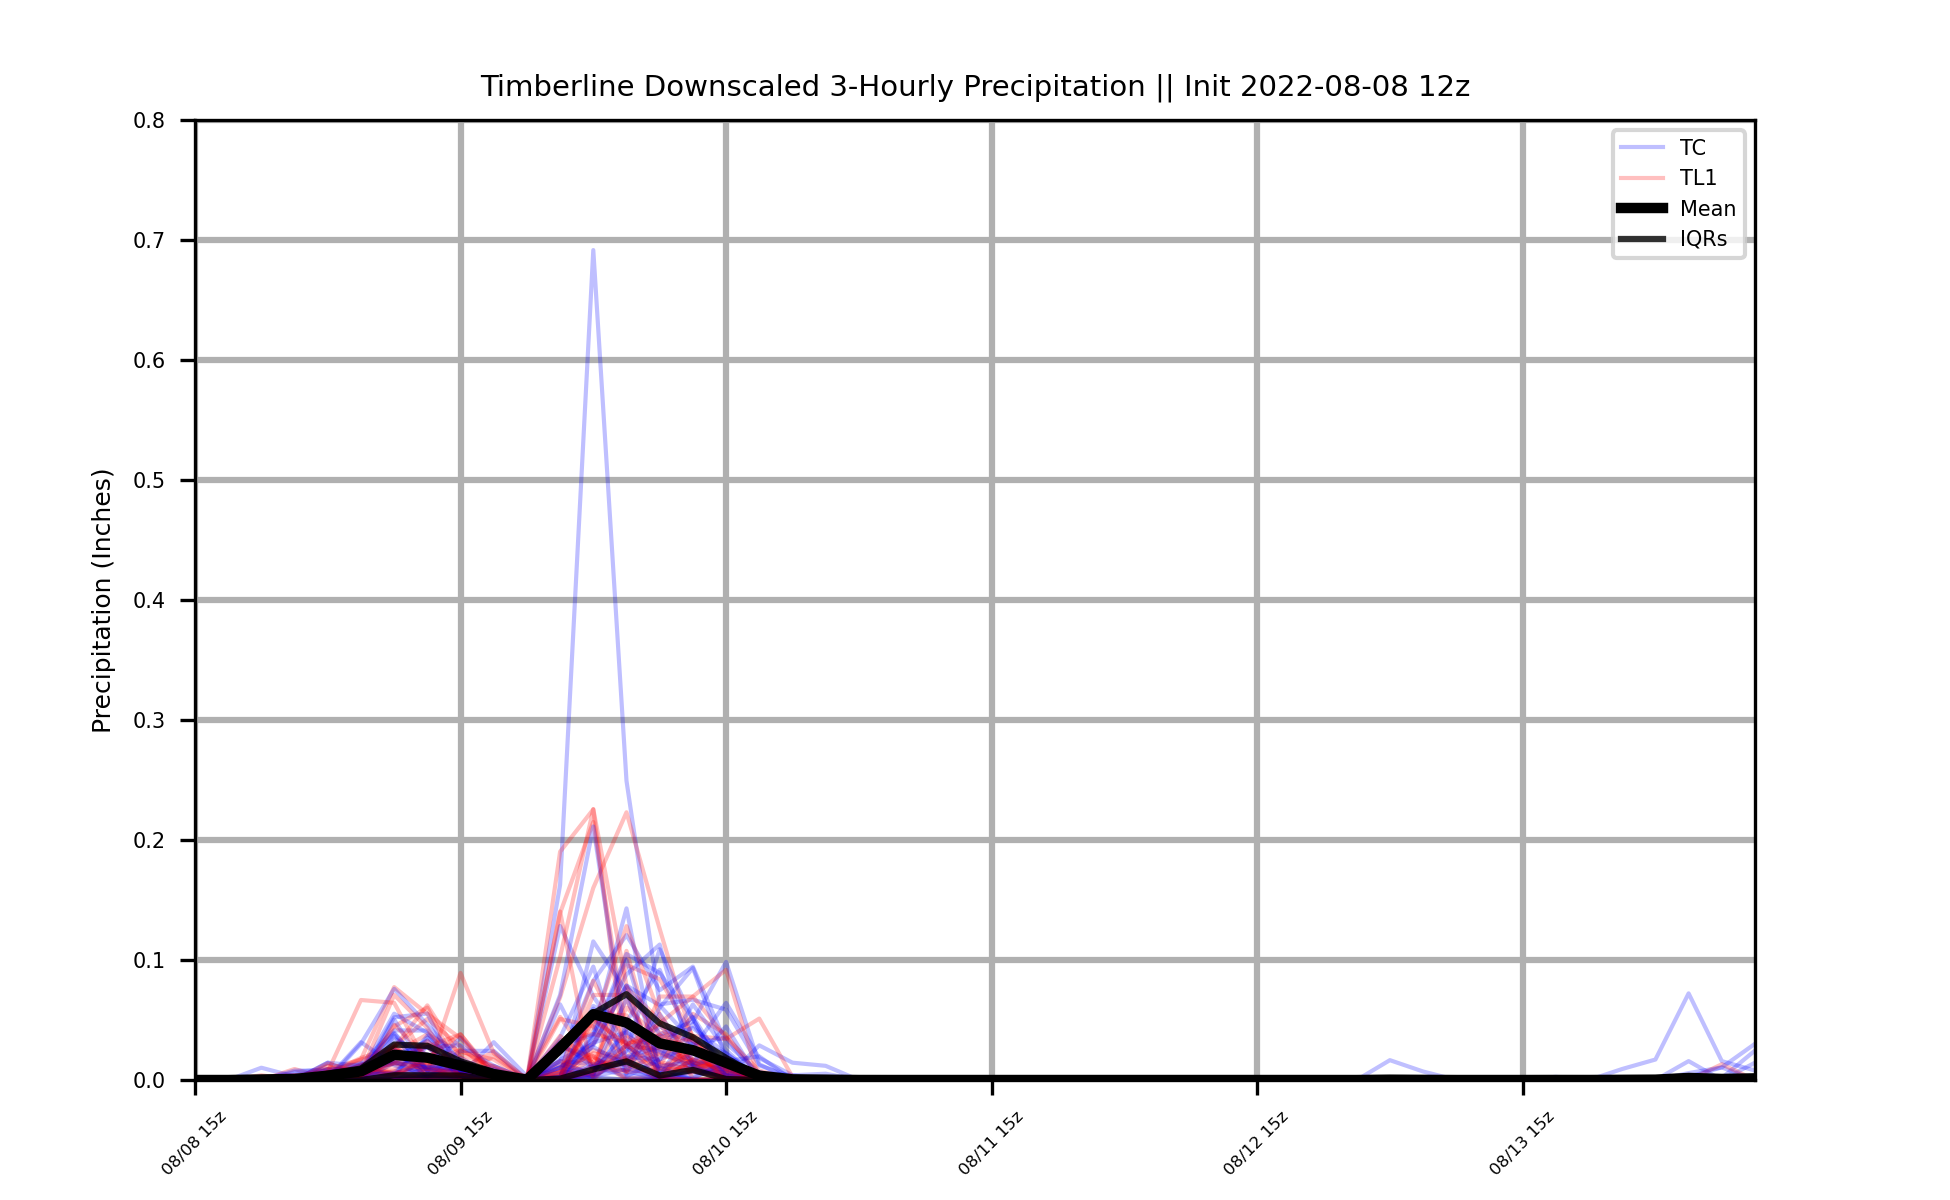 Timberline Downscaled 3-Hourly Precipitation || Init 2022-08-08 12z
Precipitation (Inches)
0.8
0.7
0.6
0.5
0.4
0.3
0.2
0.1
0.0
TC
TL1
Mean
IQRs
08/08 15z
08/09 15z
08/10 15z
08/11 15z
08/12 15z
08/13 15z